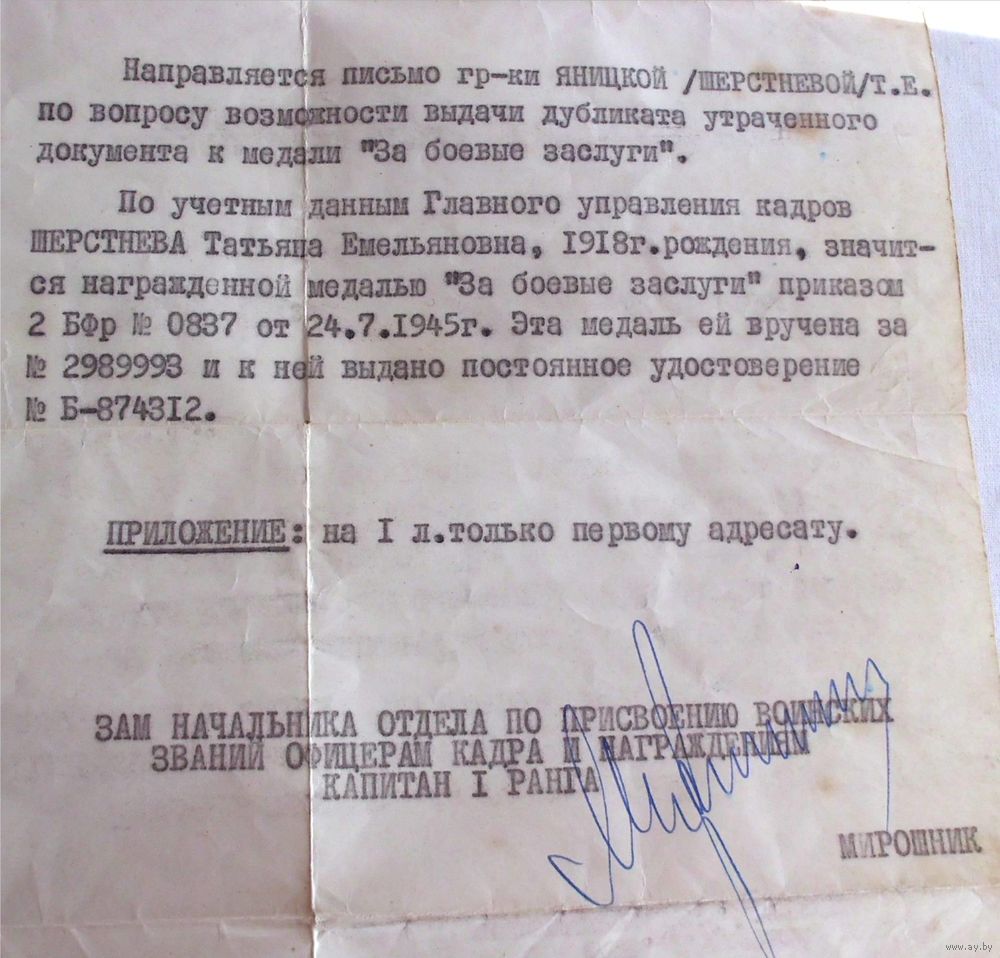 Направляется письмо гр-ки ЯНИЦКОЙ /ШЕРСТНЕВОЙ/Т.Е.
по вопросу возможности выдачи дубликата утраченного
документа к медали "За боевые заслуги".
По учетным данным Главного управления кадров
ШЕРСТНЕВА Татьяна Емельяновна, 1918г.рождения, значит-
ся награжденной медалью "За боевые заслуги" приказом
2 БФр № 0837 от 24.7.1945г. Эта медаль ей вручена за
№ 2989993 и к ней выдано постоянное удостоверение
№ Б-874312.
ПРИЛОЖЕНИЕ: на I л.только первому адресату.
ЗАМ НАЧАЛЬНИКА ОТДЕЛА ПО ПРИСВОЕНИЮ ВОИНСКИХ
ЗВАНИЙ ОФИЦЕРАМ КАДРА И НАГРАЖДЕНИЯМ
КАПИТАН I РАНГА
МИРОШНИК
www.ay.by